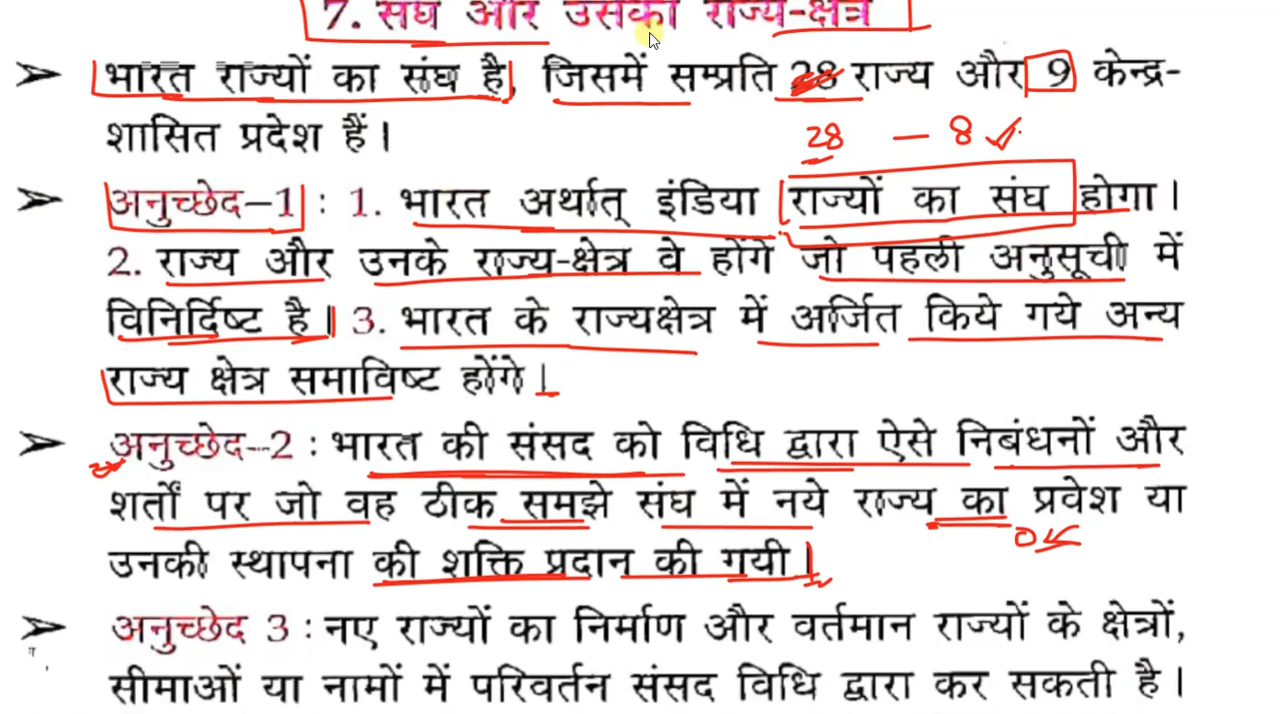 7. संघ और उसका राज्य-क्षेत्र
➤ भारत राज्यों का संघ है, जिसमें सम्प्रति 28 राज्य और 9 केन्द्र-
शासित प्रदेश हैं।
28 — 8 ✓
➤ अनुच्छेद-1 : 1. भारत अर्थात् इंडिया राज्यों का संघ होगा।
2. राज्य और उनके राज्य-क्षेत्र वे होंगे जो पहली अनुसूची में
विनिर्दिष्ट है। 3. भारत के राज्यक्षेत्र में अर्जित किये गये अन्य
राज्य क्षेत्र समाविष्ट होंगे।
➤ अनुच्छेद-2 : भारत की संसद को विधि द्वारा ऐसे निबंधनों और
शर्तों पर जो वह ठीक समझे संघ में नये राज्य का प्रवेश या
उनकी स्थापना की शक्ति प्रदान की गयी।
➤ अनुच्छेद 3 : नए राज्यों का निर्माण और वर्तमान राज्यों के क्षेत्रों,
सीमाओं या नामों में परिवर्तन संसद विधि द्वारा कर सकती है।